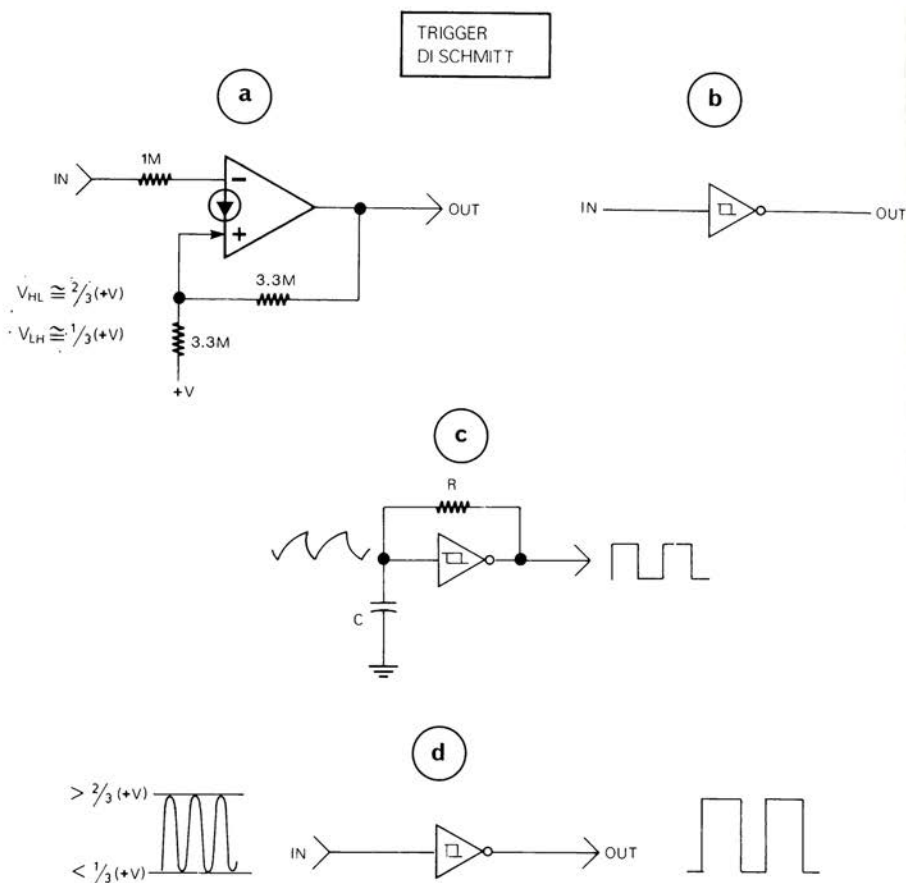 TRIGGER
DI SCHMITT
a
b
1M
IN
OUT
3.3M
V_HL ≅ 2/3 (+V)
V_LH ≅ 1/3 (+V)
3.3M
+V
IN
OUT
c
R
C
d
> 2/3 (+V)
< 1/3 (+V)
IN
OUT